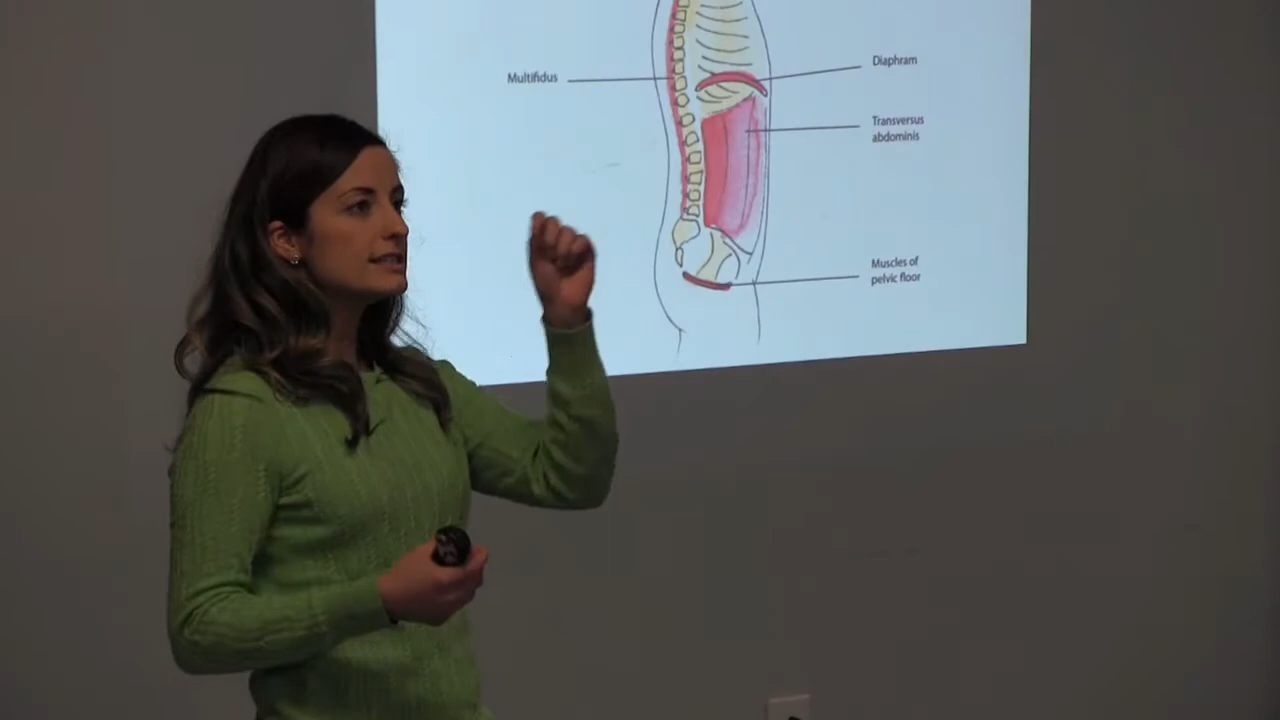 Multifidus
Diaphram
Transversus
abdominis
Muscles of
pelvic floor